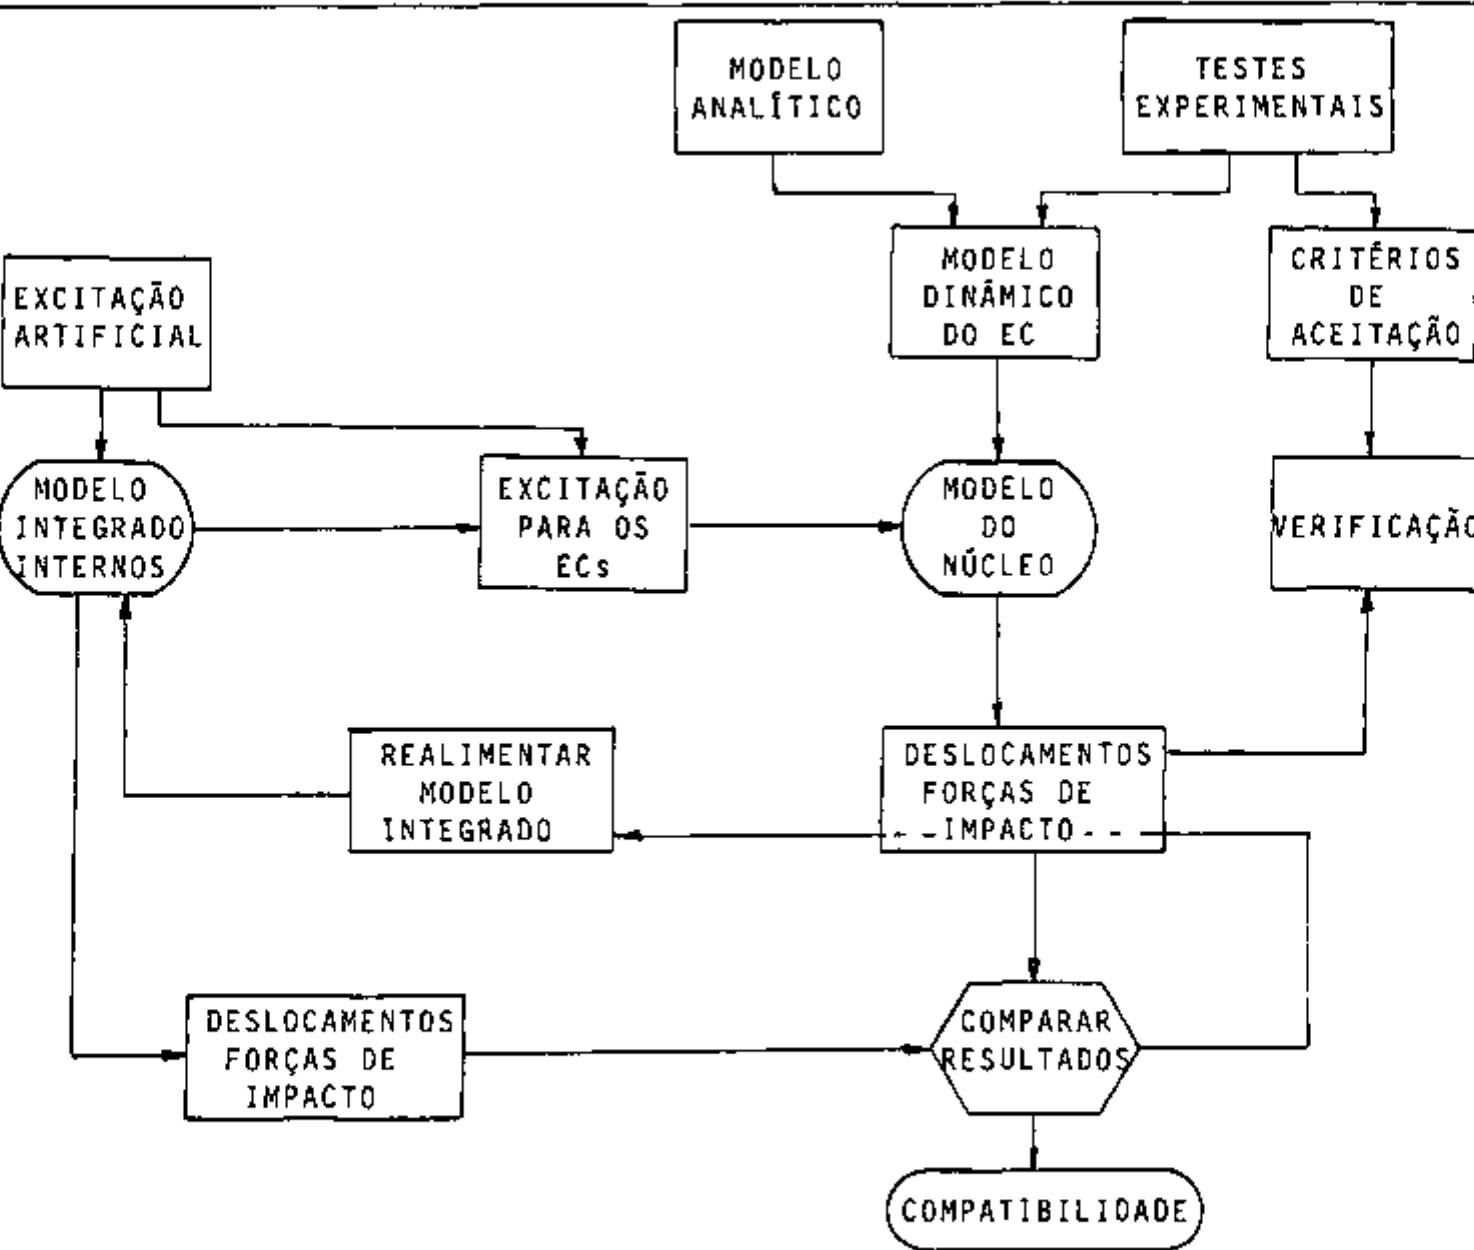 MODELO
ANALÍTICO
TESTES
EXPERIMENTAIS
MODELO
DINÂMICO
DO EC
CRITÉRIOS
DE
ACEITAÇÃO
EXCITAÇÃO
ARTIFICIAL
MODELO
INTEGRADO
INTERNOS
EXCITAÇÃO
PARA OS
ECs
MODELO
DO
NÚCLEO
VERIFICAÇÃO
REALIMENTAR
MODELO
INTEGRADO
DESLOCAMENTOS
FORÇAS DE
IMPACTO
DESLOCAMENTOS
FORÇAS DE
IMPACTO
COMPARAR
RESULTADOS
COMPATIBILIDADE